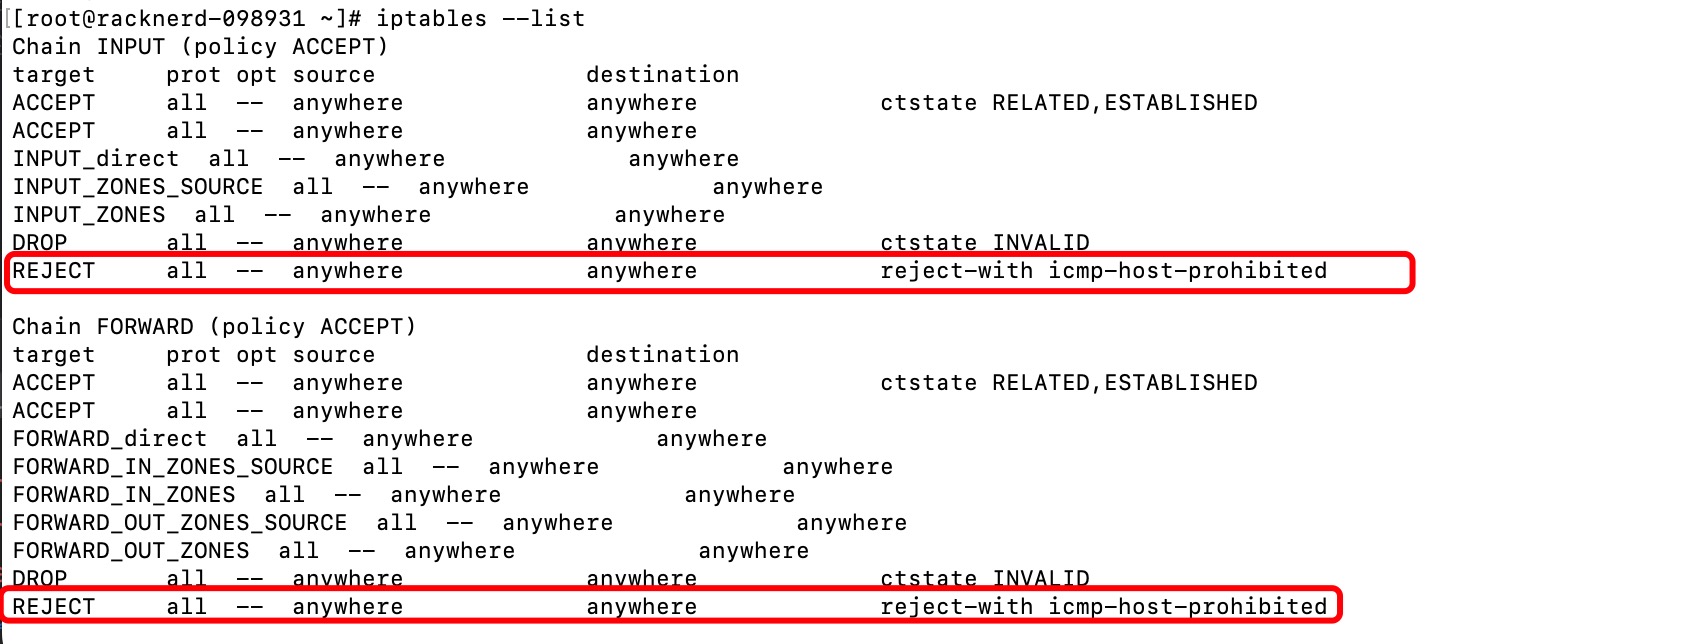 [[root@racknerd-098931 ~]# iptables --list
Chain INPUT (policy ACCEPT)
target     prot opt source               destination
ACCEPT     all  --  anywhere             anywhere             ctstate RELATED,ESTABLISHED
ACCEPT     all  --  anywhere             anywhere
INPUT_direct  all  --  anywhere             anywhere
INPUT_ZONES_SOURCE  all  --  anywhere             anywhere
INPUT_ZONES  all  --  anywhere             anywhere
DROP       all  --  anywhere             anywhere             ctstate INVALID
REJECT     all  --  anywhere             anywhere             reject-with icmp-host-prohibited
Chain FORWARD (policy ACCEPT)
target     prot opt source               destination
ACCEPT     all  --  anywhere             anywhere             ctstate RELATED,ESTABLISHED
ACCEPT     all  --  anywhere             anywhere
FORWARD_direct  all  --  anywhere             anywhere
FORWARD_IN_ZONES_SOURCE  all  --  anywhere             anywhere
FORWARD_IN_ZONES  all  --  anywhere             anywhere
FORWARD_OUT_ZONES_SOURCE  all  --  anywhere             anywhere
FORWARD_OUT_ZONES  all  --  anywhere             anywhere
DROP       all  --  anywhere             anywhere             ctstate INVALID
REJECT     all  --  anywhere             anywhere             reject-with icmp-host-prohibited